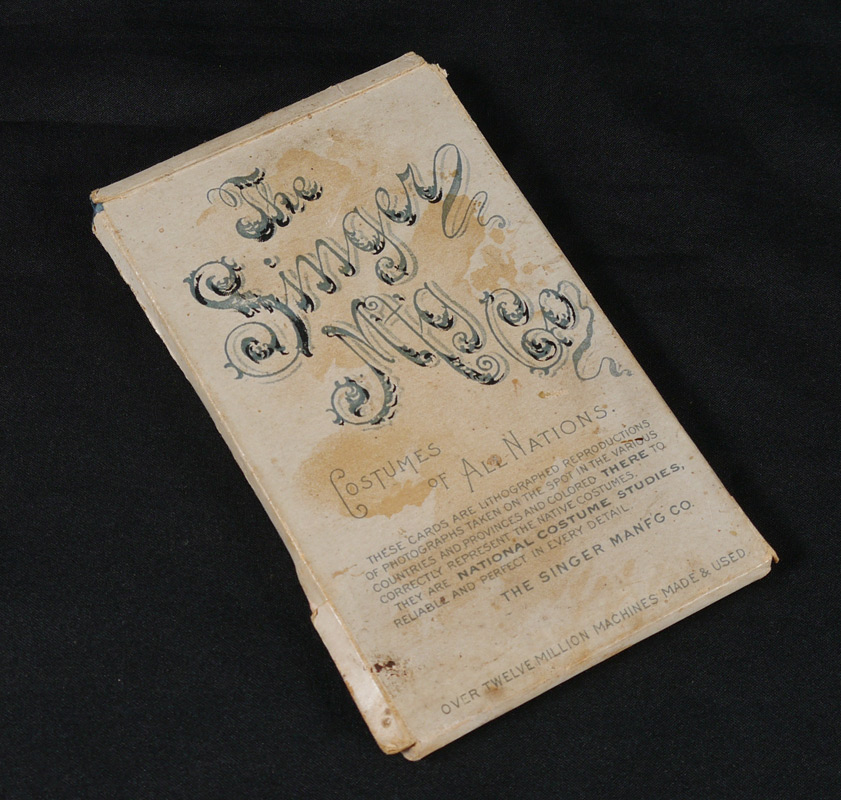 The
Singer
Mfg Co
COSTUMES
OF ALL NATIONS.
THESE CARDS ARE LITHOGRAPHED REPRODUCTIONS
OF PHOTOGRAPHS TAKEN ON THE SPOT IN THE VARIOUS
COUNTRIES AND PROVINCES AND COLORED THERE TO
CORRECTLY REPRESENT THE NATIVE COSTUMES.
THEY ARE NATIONAL COSTUME STUDIES,
RELIABLE AND PERFECT IN EVERY DETAIL.
THE SINGER MANFG CO.
OVER TWELVE MILLION MACHINES MADE & USED.